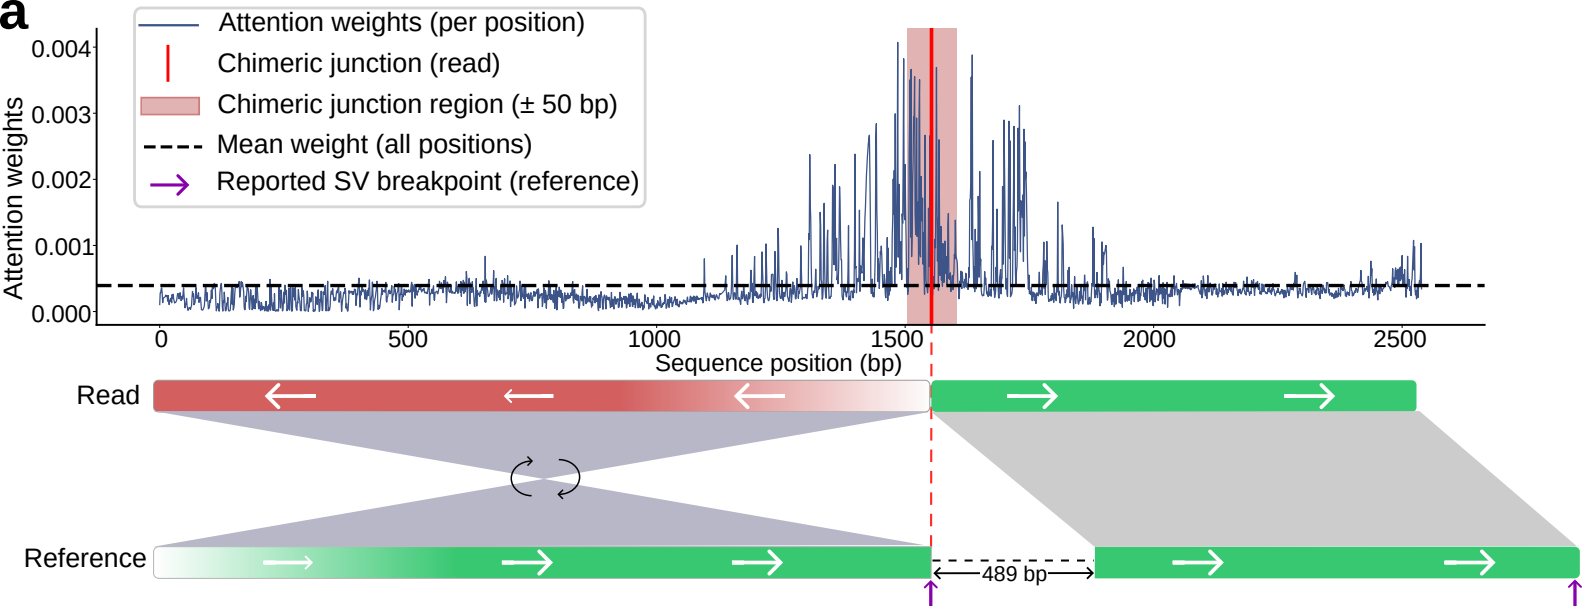 a
Attention weights (per position)
Chimeric junction (read)
Chimeric junction region (± 50 bp)
Mean weight (all positions)
Reported SV breakpoint (reference)
Attention weights
0.004
0.003
0.002
0.001
0.000
0 500 1000 1500 2000 2500
Sequence position (bp)
Read
Reference
489 bp